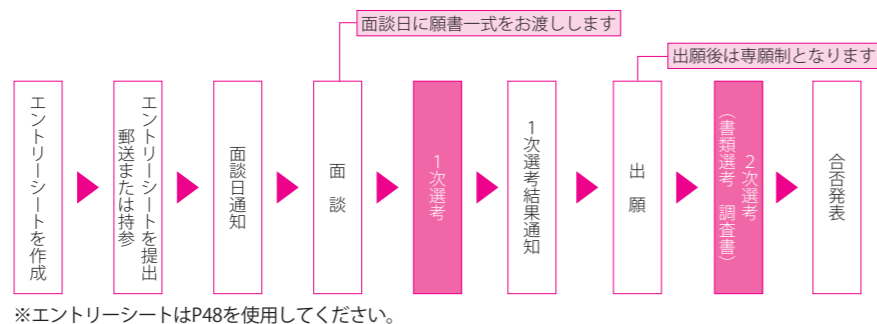 面談日に願書一式をお渡しします
出願後は専願制となります
エントリーシートを作成
エントリーシートを提出
郵送または持参
面談日通知
面談
1次選考
1次選考結果通知
出願
2次選考
（書類選考　調査書）
合否発表
※エントリーシートはP48を使用してください。